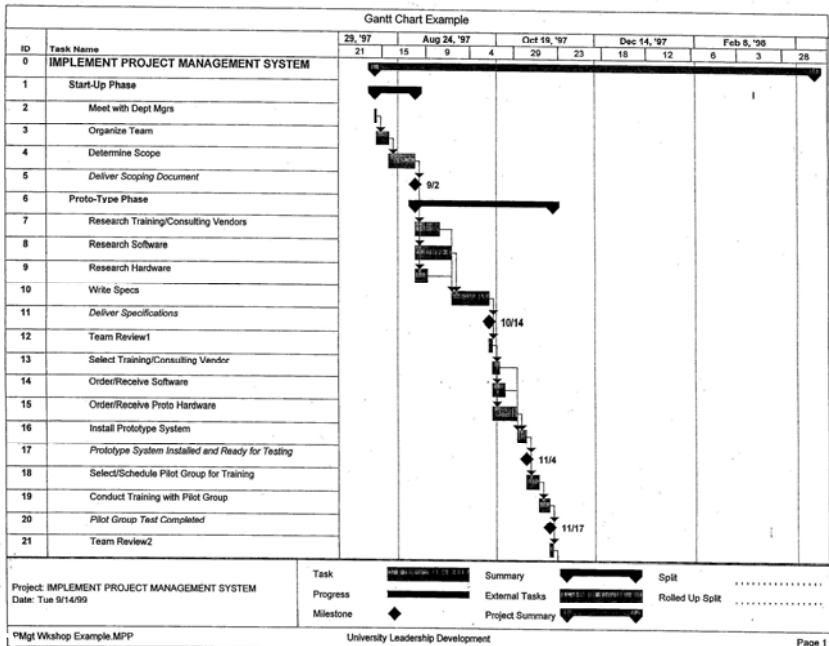 Gantt Chart Example
29, '97 Aug 24, '97 Oct 19, '97 Dec 14, '97 Feb 8, '98
ID Task Name 21 15 9 4 29 23 18 12 6 3 28
0 IMPLEMENT PROJECT MANAGEMENT SYSTEM
1 Start-Up Phase
2 Meet with Dept Mgrs
3 Organize Team
4 Determine Scope
5 Deliver Scoping Document 9/2
6 Proto-Type Phase
7 Research Training/Consulting Vendors
8 Research Software
9 Research Hardware
10 Write Specs
11 Deliver Specifications 10/14
12 Team Review1
13 Select Training/Consulting Vendor
14 Order/Receive Software
15 Order/Receive Proto Hardware
16 Install Prototype System
17 Prototype System Installed and Ready for Testing 11/4
18 Select/Schedule Pilot Group for Training
19 Conduct Training with Pilot Group
20 Pilot Group Test Completed 11/17
21 Team Review2
Project: IMPLEMENT PROJECT MANAGEMENT SYSTEM
Date: Tue 9/14/99
Task Summary Split
Progress External Tasks Rolled Up Split
Milestone Project Summary
PMgt Wkshop Example.MPP University Leadership Development Page 1